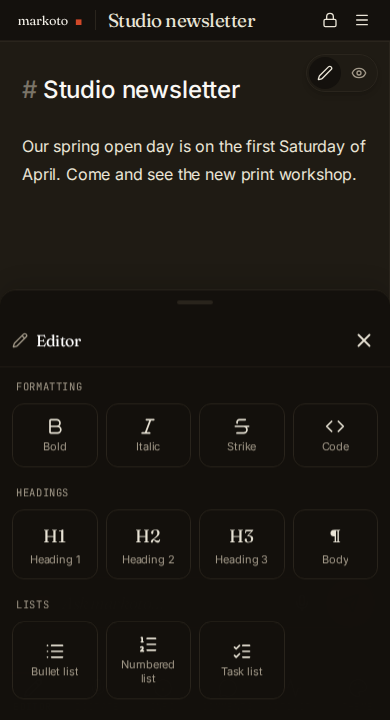 markoto
Studio newsletter
# Studio newsletter
Our spring open day is on the first Saturday of
April. Come and see the new print workshop.
Editor
FORMATTING
Bold
Italic
Strike
Code
HEADINGS
H1 H2 H3 ¶
Heading 1
Heading 2
Heading 3
Body
LISTS
Bullet list
Numbered
list
Task list